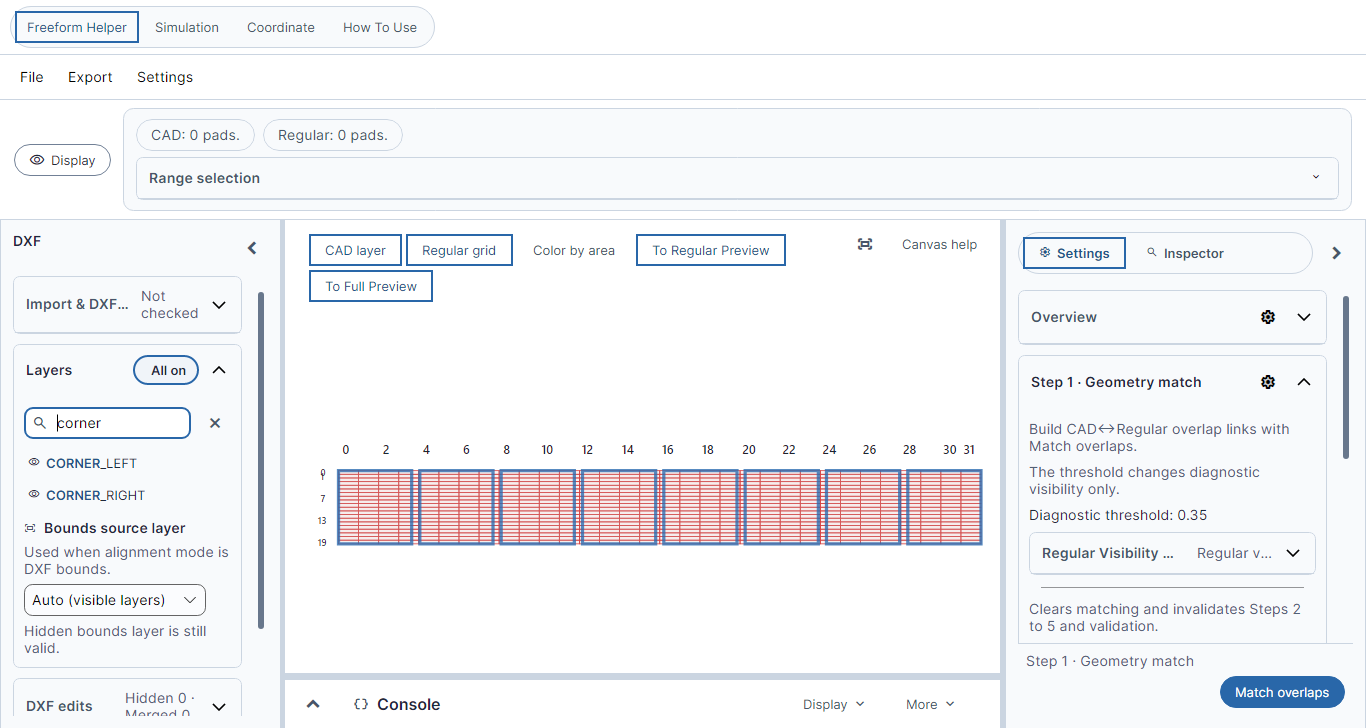 Freeform Helper Simulation Coordinate How To Use
File Export Settings
Display
CAD: 0 pads. Regular: 0 pads.
Range selection
DXF
Import & DXF... Not checked
Layers All on
corner
CORNER_LEFT
CORNER_RIGHT
Bounds source layer
Used when alignment mode is
DXF bounds.
Auto (visible layers)
Hidden bounds layer is still
valid.
DXF edits Hidden 0 ·
Merged 0
CAD layer Regular grid Color by area To Regular Preview
To Full Preview
Canvas help
0 2 4 6 8 10 12 14 16 18 20 22 24 26 28 30 31
0
7
13
19
Console Display More
Settings Inspector
Overview
Step 1 · Geometry match
Build CAD↔Regular overlap links with
Match overlaps.
The threshold changes diagnostic
visibility only.
Diagnostic threshold: 0.35
Regular Visibility ... Regular v...
Clears matching and invalidates Steps 2
to 5 and validation.
Step 1 · Geometry match
Match overlaps